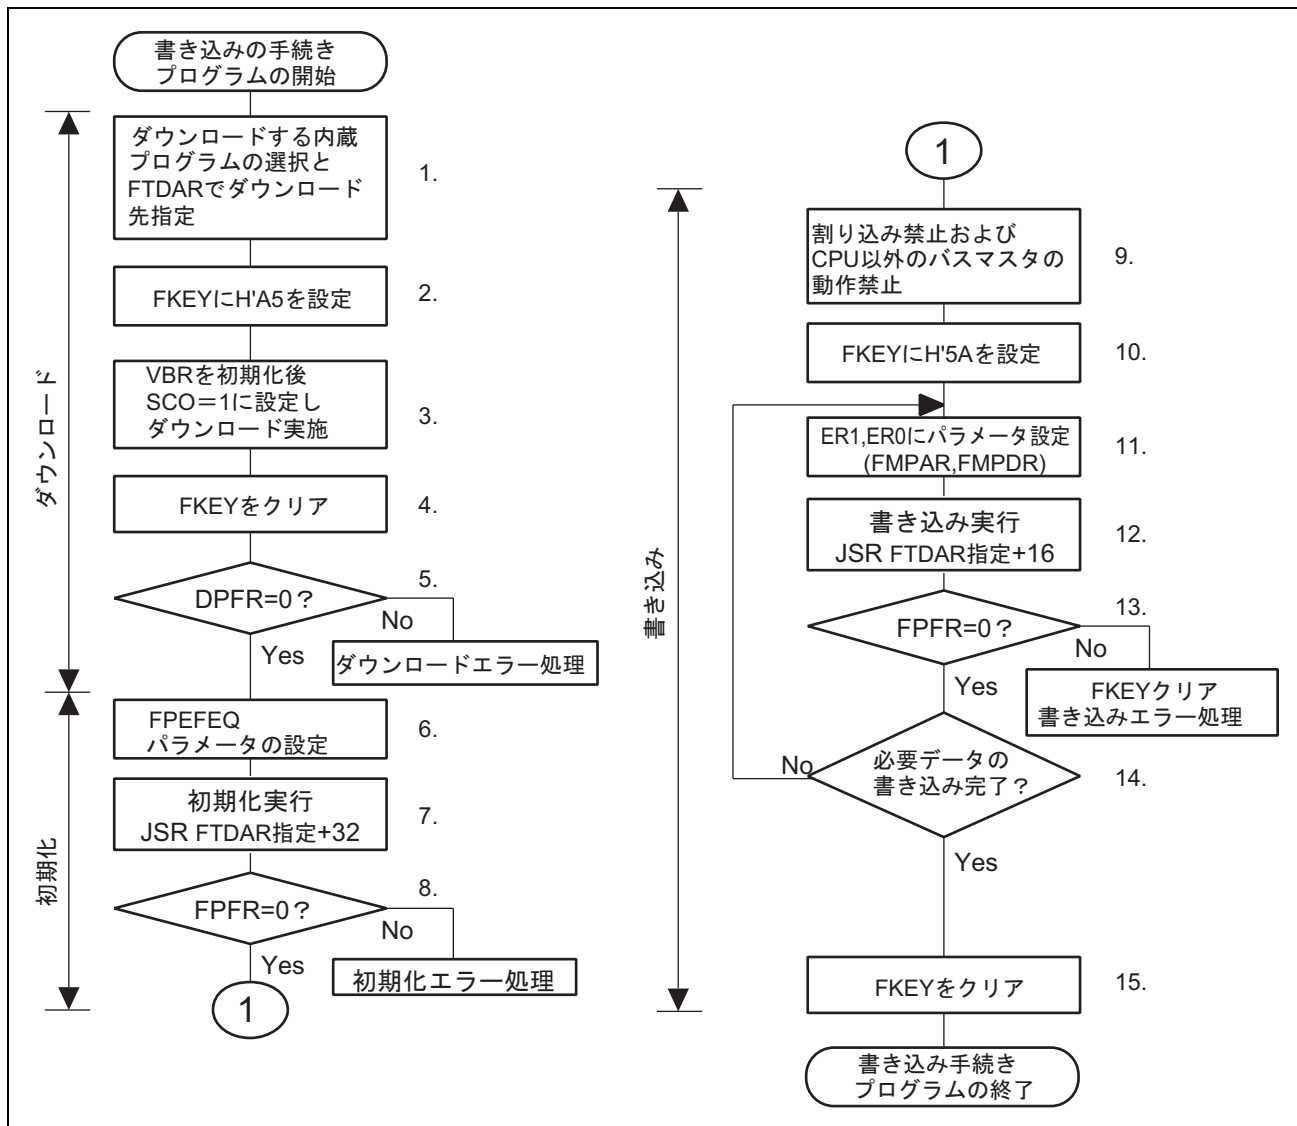 書き込みの手続き
プログラムの開始
ダウンロード
ダウンロードする内蔵
プログラムの選択と
FTDARでダウンロード
先指定
1.
FKEYにH'A5を設定
2.
VBRを初期化後
SCO＝1に設定し
ダウンロード実施
3.
FKEYをクリア
4.
DPFR=0？
5.
No
Yes
ダウンロードエラー処理
初期化
FPEFEQ
パラメータの設定
6.
初期化実行
JSR FTDAR指定+32
7.
FPFR=0？
8.
No
Yes
初期化エラー処理
1
1
書き込み
割り込み禁止および
CPU以外のバスマスタの
動作禁止
9.
FKEYにH'5Aを設定
10.
ER1,ER0にパラメータ設定
(FMPAR,FMPDR)
11.
書き込み実行
JSR FTDAR指定+16
12.
FPFR=0？
13.
No
Yes
FKEYクリア
書き込みエラー処理
必要データの
書き込み完了？
14.
No
Yes
FKEYをクリア
15.
書き込み手続き
プログラムの終了